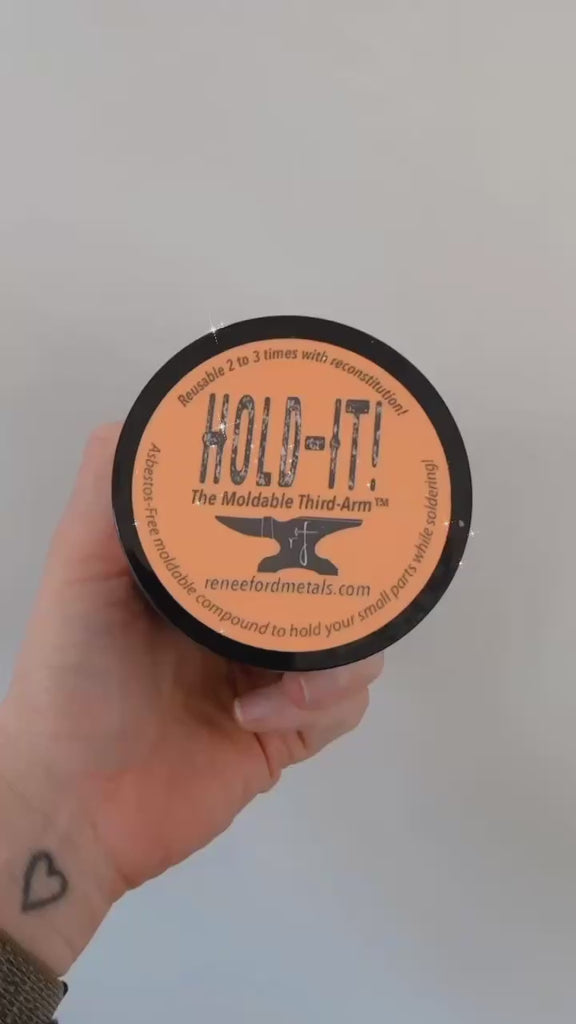 Reusable 2 to 3 times with reconstitution!
HOLD-IT!
The Moldable Third-Arm™
rf
reneefordmetals.com
Asbestos-Free moldable compound to hold your small parts while soldering!